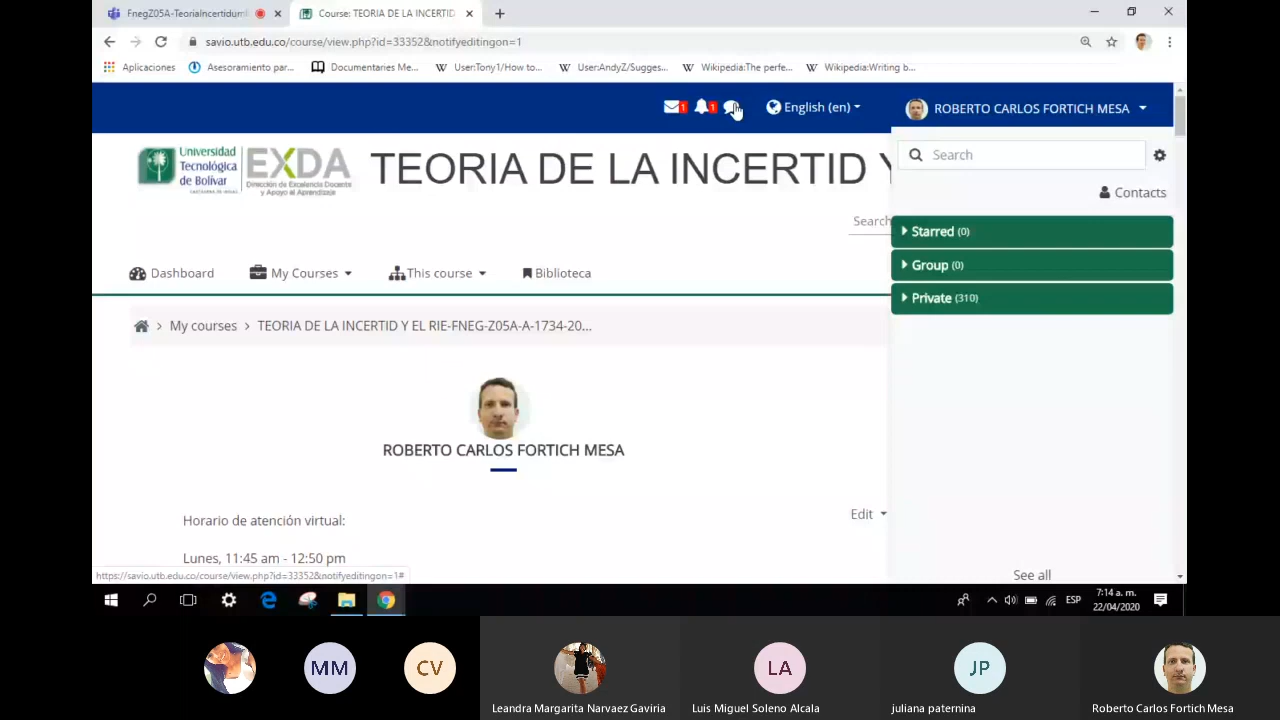 FnegZ05A-TeoriaIncertidum
Course: TEORIA DE LA INCERTID
savio.utb.edu.co/course/view.php?id=33352&notifyeditingon=1
Aplicaciones
Asesoramiento par...
Documentaries Me...
User:Tony1/How to...
User:AndyZ/Sugges...
Wikipedia:The perfe...
Wikipedia:Writing b...
1
1
English (en)
ROBERTO CARLOS FORTICH MESA
Universidad
Tecnológica
de Bolívar
CARTAGENA DE INDIAS
EXDA
Dirección de Excelencia Docente
y Apoyo al Aprendizaje
TEORIA DE LA INCERTID Y
Search
Contacts
Search
Starred (0)
Group (0)
Private (310)
Dashboard
My Courses
This course
Biblioteca
My courses
TEORIA DE LA INCERTID Y EL RIE-FNEG-Z05A-A-1734-20...
ROBERTO CARLOS FORTICH MESA
Edit
Horario de atención virtual:
Lunes, 11:45 am - 12:50 pm
See all
https://savio.utb.edu.co/course/view.php?id=33352&notifyeditingon=1#
ESP
7:14 a. m.
22/04/2020
MM
CV
LA
JP
Leandra Margarita Narvaez Gaviria
Luis Miguel Soleno Alcala
juliana paternina
Roberto Carlos Fortich Mesa